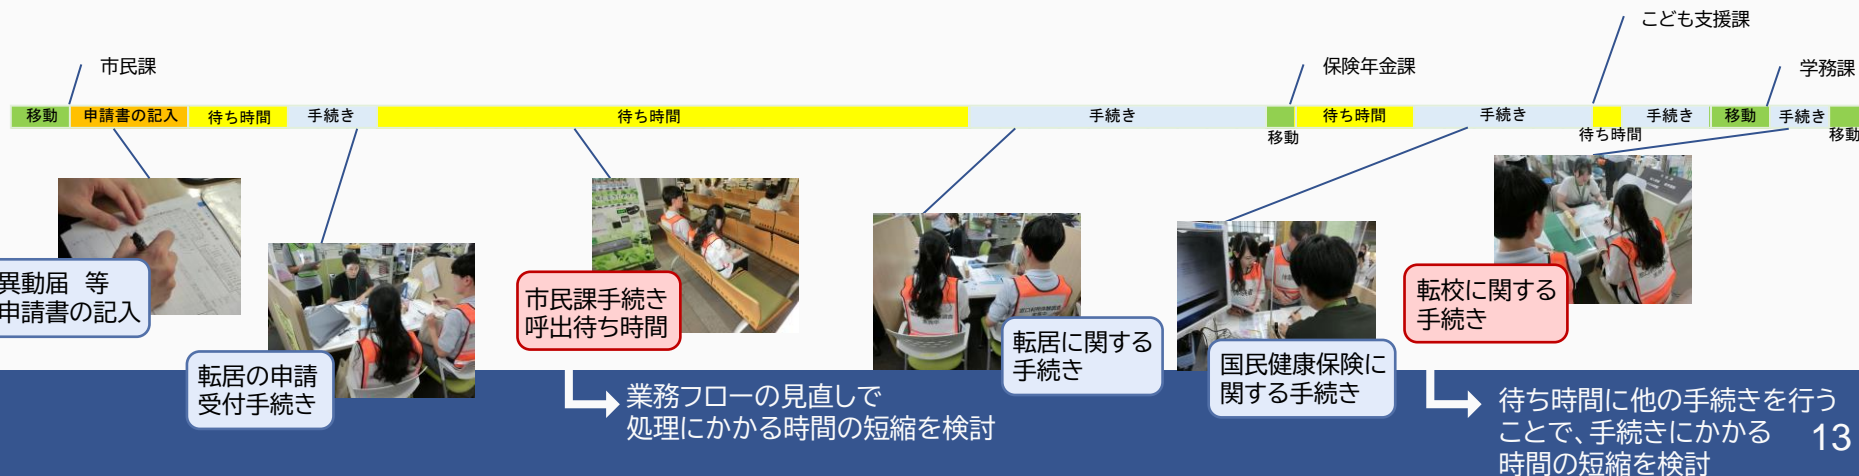 こども支援課
市民課
保険年金課
学務課
移動
申請書の記入
待ち時間
手続き
待ち時間
手続き
移動
待ち時間
手続き
待ち時間
手続き
移動
手続き
移動
異動届 等
申請書の記入
転居の申請
受付手続き
市民課手続き
呼出待ち時間
転居に関する
手続き
国民健康保険に
関する手続き
転校に関する
手続き
業務フローの見直しで
処理にかかる時間の短縮を検討
待ち時間に他の手続きを行う
ことで、手続きにかかる
時間の短縮を検討
13